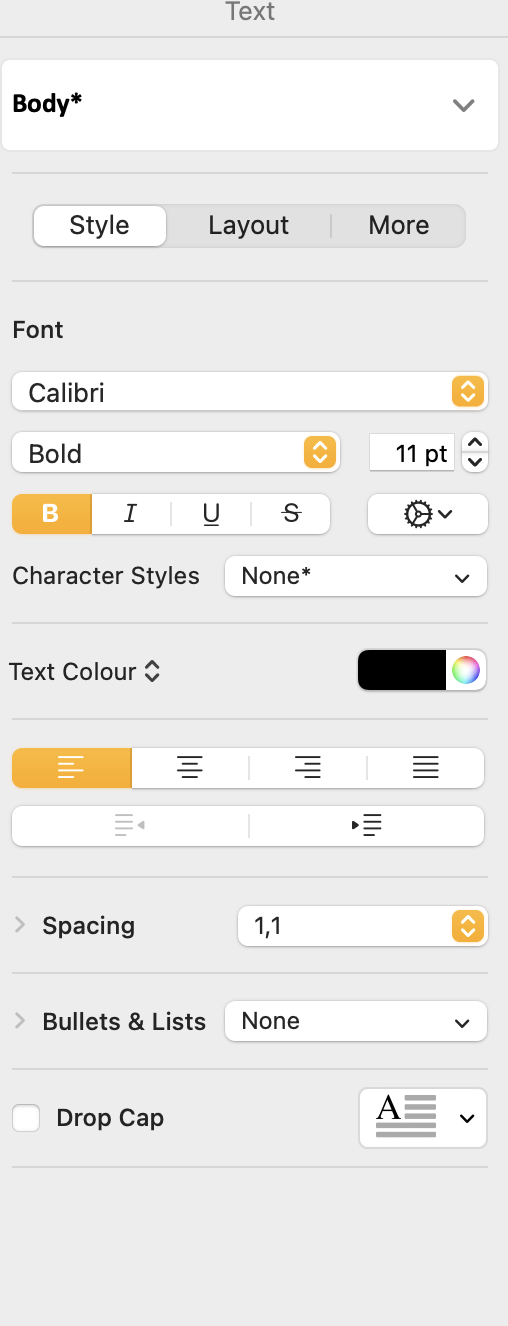 Text
Body*
Style Layout More
Font
Calibri
Bold 11 pt
B I U S
Character Styles None*
Text Colour
Spacing 1,1
Bullets & Lists None
Drop Cap A